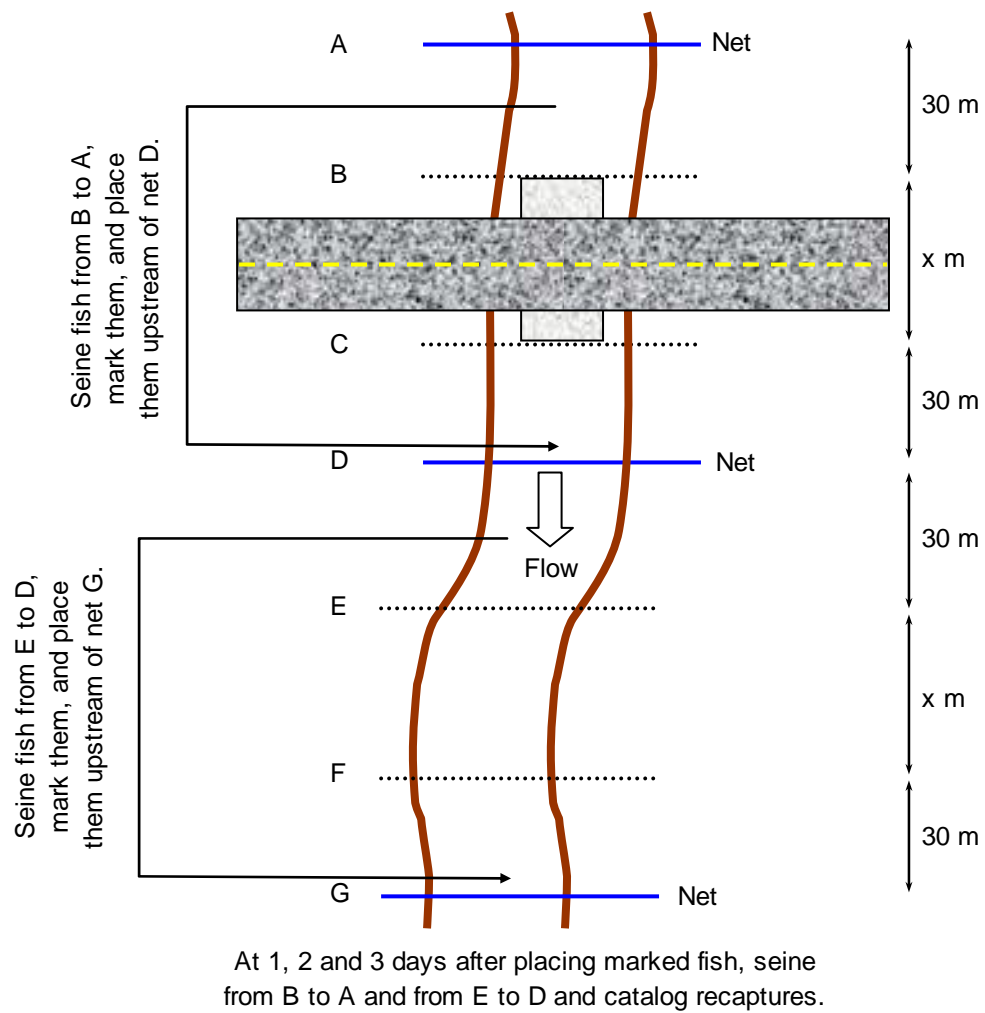 A
Net
30 m
Seine fish from B to A,
mark them, and place
them upstream of net D.
B
x m
C
30 m
D
Net
30 m
Flow
E
Seine fish from E to D,
mark them, and place
them upstream of net G.
x m
F
30 m
G
Net
At 1, 2 and 3 days after placing marked fish, seine
from B to A and from E to D and catalog recaptures.